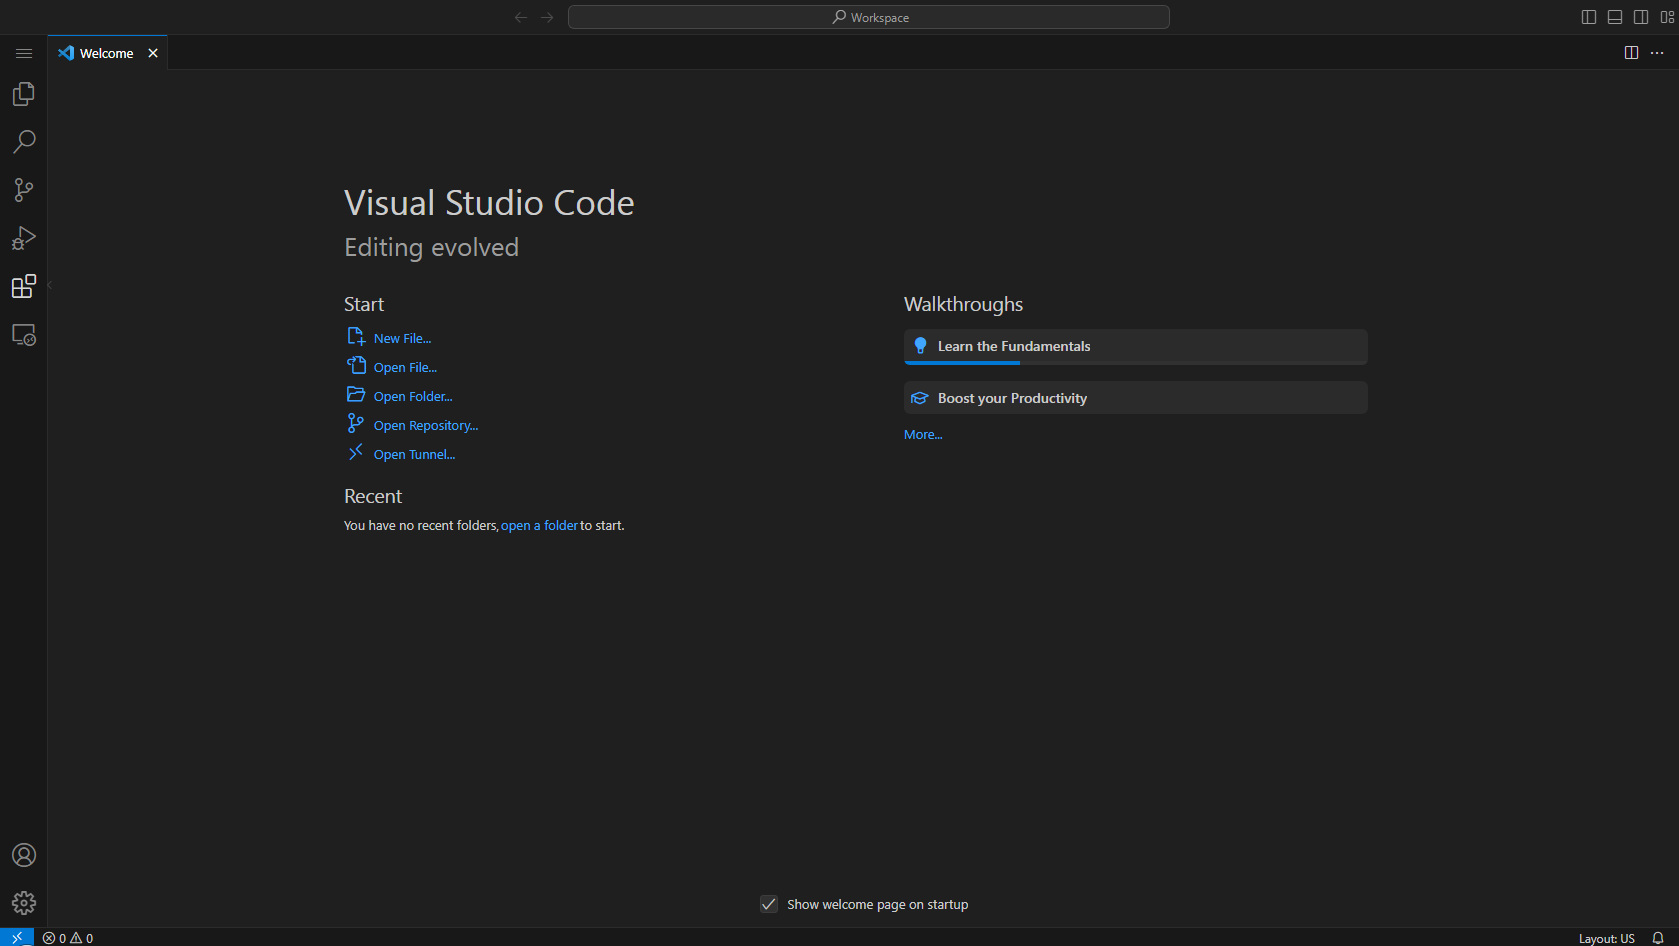 Workspace
Welcome
Visual Studio Code
Editing evolved
Start
New File...
Open File...
Open Folder...
Open Repository...
Open Tunnel...
Recent
You have no recent folders, open a folder to start.
Walkthroughs
Learn the Fundamentals
Boost your Productivity
More...
Show welcome page on startup
0 0
Layout: US